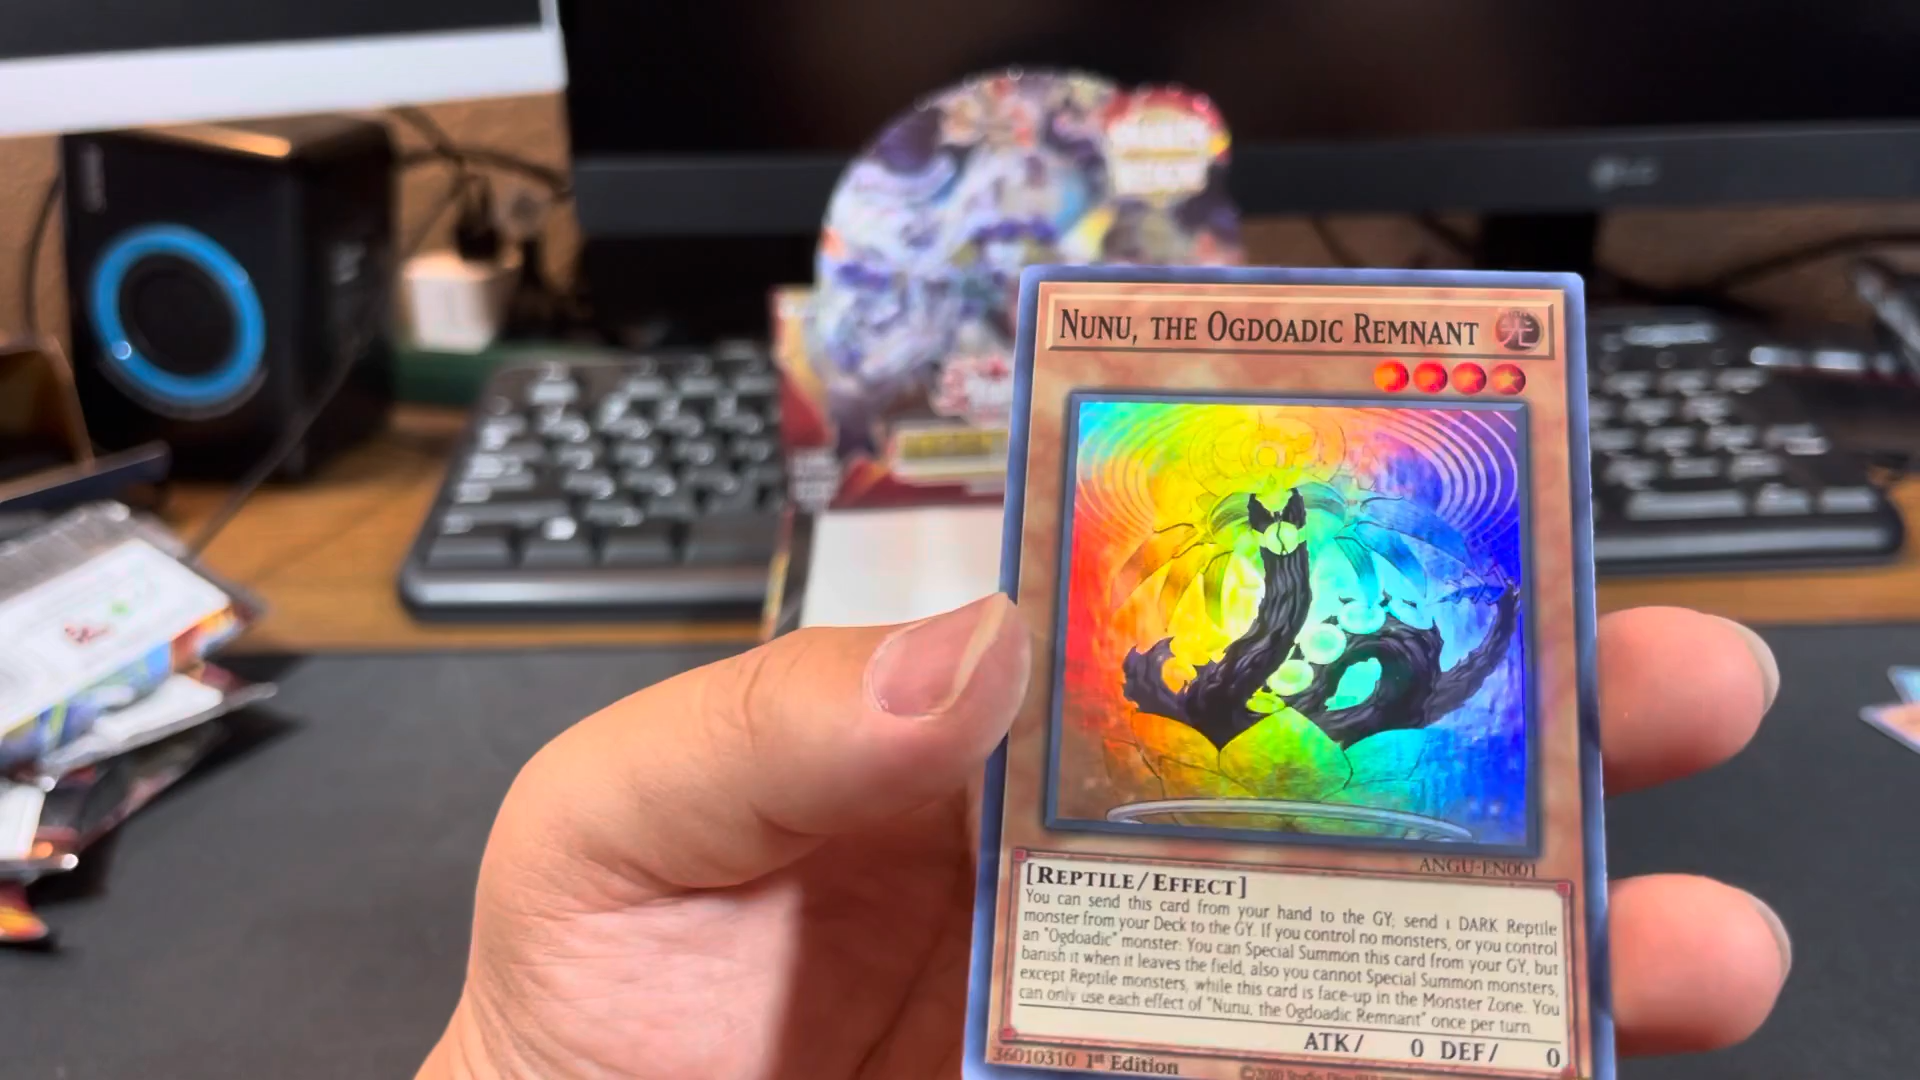 LG
NUNU, THE OGDOADIC REMNANT
光
ANGU-EN001
[REPTILE/EFFECT]
You can send this card from your hand to the GY; send 1 DARK Reptile
monster from your Deck to the GY. If you control no monsters, or you control
an "Ogdoadic" monster: You can Special Summon this card from your GY, but
banish it when it leaves the field, also you cannot Special Summon monsters,
except Reptile monsters, while this card is face-up in the Monster Zone. You
can only use each effect of "Nunu, the Ogdoadic Remnant" once per turn.
ATK/ 0 DEF/ 0
36010310 1st Edition ©2020 Studio